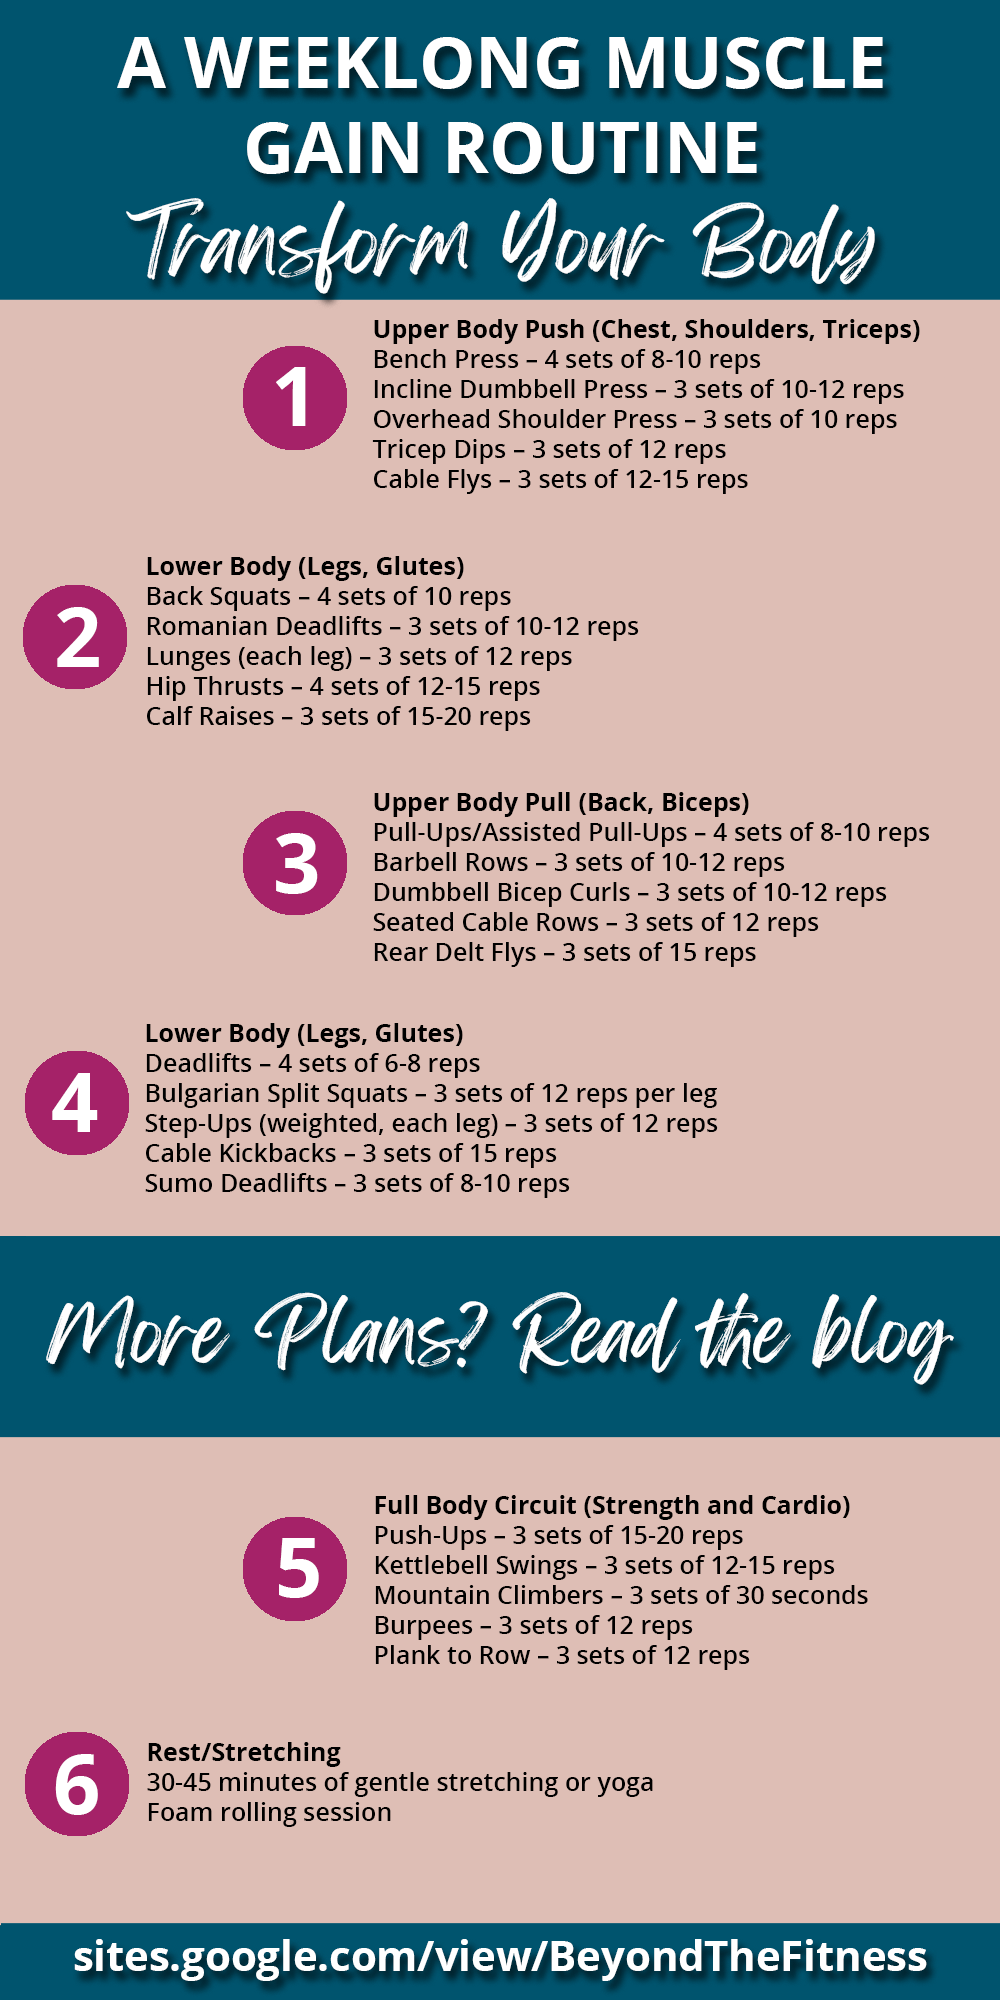 A WEEKLONG MUSCLE
GAIN ROUTINE
Transform Your Body
1
Upper Body Push (Chest, Shoulders, Triceps)
Bench Press – 4 sets of 8-10 reps
Incline Dumbbell Press – 3 sets of 10-12 reps
Overhead Shoulder Press – 3 sets of 10 reps
Tricep Dips – 3 sets of 12 reps
Cable Flys – 3 sets of 12-15 reps
2
Lower Body (Legs, Glutes)
Back Squats – 4 sets of 10 reps
Romanian Deadlifts – 3 sets of 10-12 reps
Lunges (each leg) – 3 sets of 12 reps
Hip Thrusts – 4 sets of 12-15 reps
Calf Raises – 3 sets of 15-20 reps
3
Upper Body Pull (Back, Biceps)
Pull-Ups/Assisted Pull-Ups – 4 sets of 8-10 reps
Barbell Rows – 3 sets of 10-12 reps
Dumbbell Bicep Curls – 3 sets of 10-12 reps
Seated Cable Rows – 3 sets of 12 reps
Rear Delt Flys – 3 sets of 15 reps
4
Lower Body (Legs, Glutes)
Deadlifts – 4 sets of 6-8 reps
Bulgarian Split Squats – 3 sets of 12 reps per leg
Step-Ups (weighted, each leg) – 3 sets of 12 reps
Cable Kickbacks – 3 sets of 15 reps
Sumo Deadlifts – 3 sets of 8-10 reps
More Plans? Read the blog
5
Full Body Circuit (Strength and Cardio)
Push-Ups – 3 sets of 15-20 reps
Kettlebell Swings – 3 sets of 12-15 reps
Mountain Climbers – 3 sets of 30 seconds
Burpees – 3 sets of 12 reps
Plank to Row – 3 sets of 12 reps
6
Rest/Stretching
30-45 minutes of gentle stretching or yoga
Foam rolling session
sites.google.com/view/BeyondTheFitness